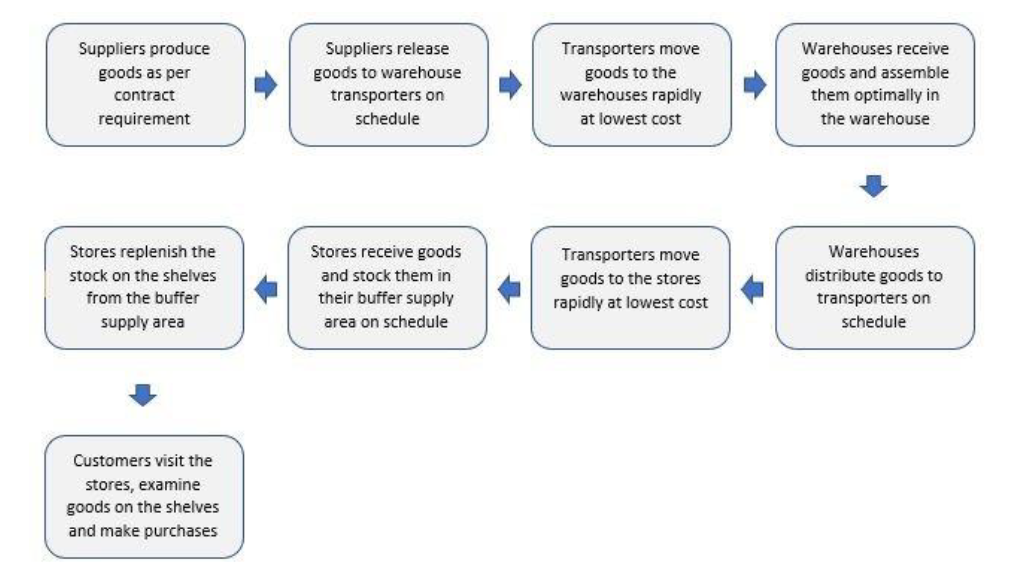 Suppliers produce
goods as per
contract
requirement
Suppliers release
goods to warehouse
transporters on
schedule
Transporters move
goods to the
warehouses rapidly
at lowest cost
Warehouses receive
goods and assemble
them optimally in
the warehouse
Warehouses
distribute goods to
transporters on
schedule
Transporters move
goods to the stores
rapidly at lowest cost
Stores receive goods
and stock them in
their buffer supply
area on schedule
Stores replenish the
stock on the shelves
from the buffer
supply area
Customers visit the
stores, examine
goods on the shelves
and make purchases